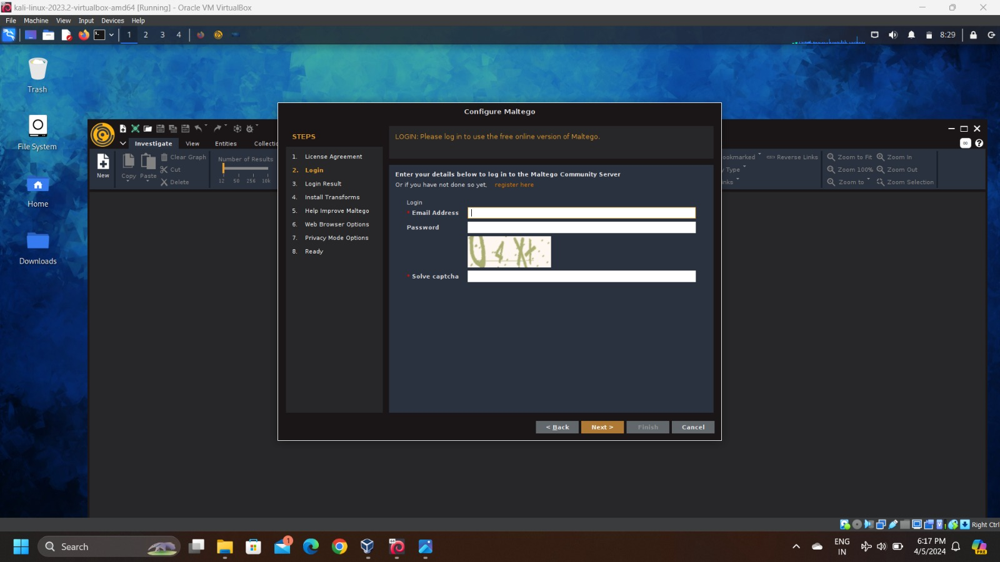 kali-linux-2023.2-virtualbox-amd64 [Running] - Oracle VM VirtualBox
File Machine View Input Devices Help
1 2 3 4
8:29
Trash
File System
Home
Downloads
Investigate View Entities Collectio
New
Copy Paste
Clear Graph
Cut
Delete
Number of Results
12 50 256 10k
ookmarked
y Type
inks
Reverse Links
Zoom to Fit Zoom In
Zoom 100% Zoom Out
Zoom to Zoom Selection
Configure Maltego
STEPS
1. License Agreement
2. Login
3. Login Result
4. Install Transforms
5. Help Improve Maltego
6. Web Browser Options
7. Privacy Mode Options
8. Ready
LOGIN: Please log in to use the free online version of Maltego.
Enter your details below to log in to the Maltego Community Server
Or if you have not done so yet, register here
Login
* Email Address
Password
* Solve captcha
< Back Next > Finish Cancel
Right Ctrl
Search
1
ENG
IN
6:17 PM
4/5/2024
PRE